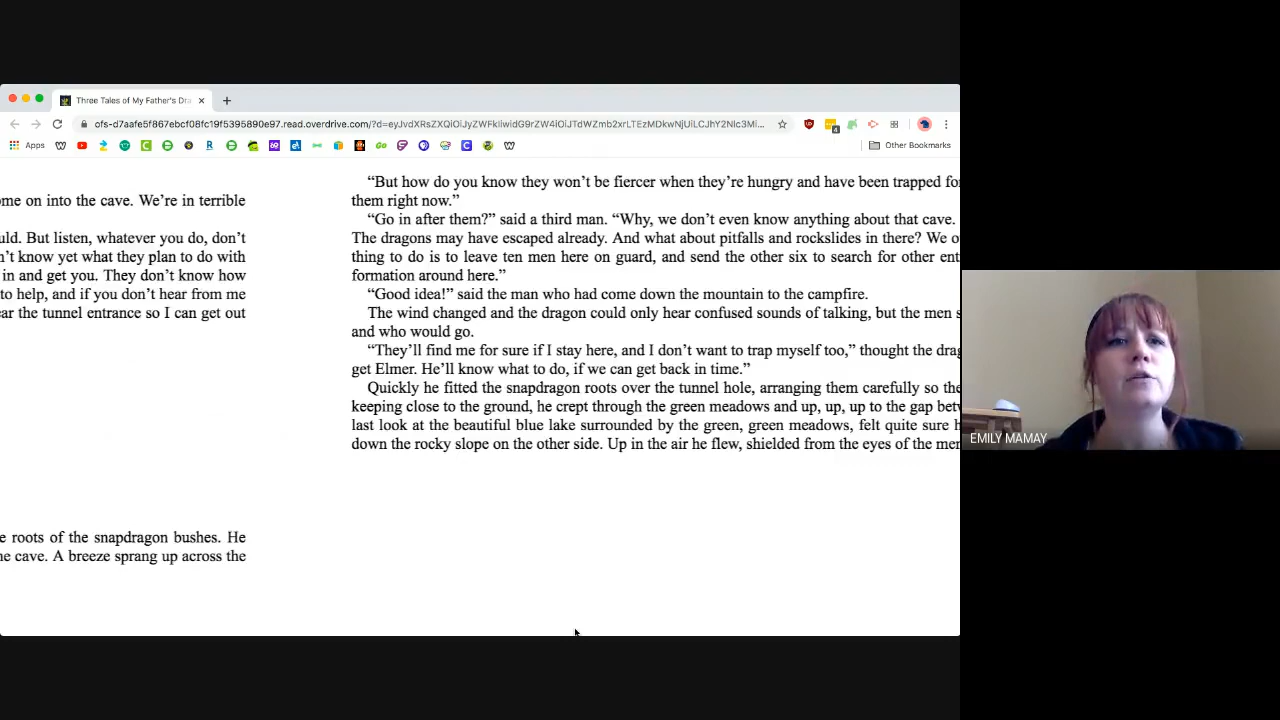 Three Tales of My Father's Dra
ofs-d7aafe5f867ebcf08fc19f5395890e97.read.overdrive.com/?d=eyJvdXRsZXQiOiJyZWFkIiwidG9rZW4iOiJTdWZmb2xrLTEzMDkwNjUiLCJhY2Nlc3Mi...
Apps
Other Bookmarks
ome on into the cave. We're in terrible
uld. But listen, whatever you do, don't
n't know yet what they plan to do with
in and get you. They don't know how
to help, and if you don't hear from me
ear the tunnel entrance so I can get out
e roots of the snapdragon bushes. He
he cave. A breeze sprang up across the
“But how do you know they won't be fiercer when they're hungry and have been trapped fo
them right now.”
“Go in after them?” said a third man. “Why, we don't even know anything about that cave.
The dragons may have escaped already. And what about pitfalls and rockslides in there? We o
thing to do is to leave ten men here on guard, and send the other six to search for other ent
formation around here.”
“Good idea!” said the man who had come down the mountain to the campfire.
The wind changed and the dragon could only hear confused sounds of talking, but the men s
and who would go.
“They'll find me for sure if I stay here, and I don't want to trap myself too,” thought the drag
get Elmer. He'll know what to do, if we can get back in time.”
Quickly he fitted the snapdragon roots over the tunnel hole, arranging them carefully so the
keeping close to the ground, he crept through the green meadows and up, up, up to the gap betw
last look at the beautiful blue lake surrounded by the green, green meadows, felt quite sure h
down the rocky slope on the other side. Up in the air he flew, shielded from the eyes of the men
EMILY MAMAY